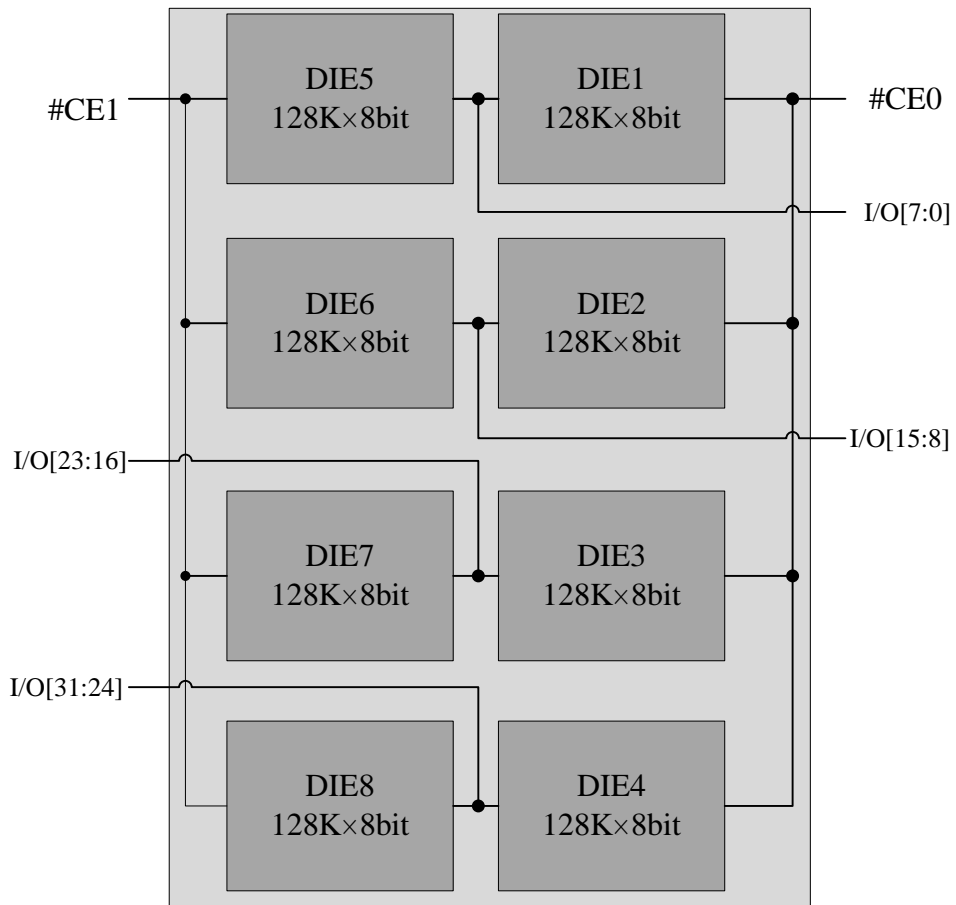 #CE1
DIE5
128K×8bit
DIE1
128K×8bit
#CE0
I/O[7:0]
DIE6
128K×8bit
DIE2
128K×8bit
I/O[15:8]
I/O[23:16]
DIE7
128K×8bit
DIE3
128K×8bit
I/O[31:24]
DIE8
128K×8bit
DIE4
128K×8bit